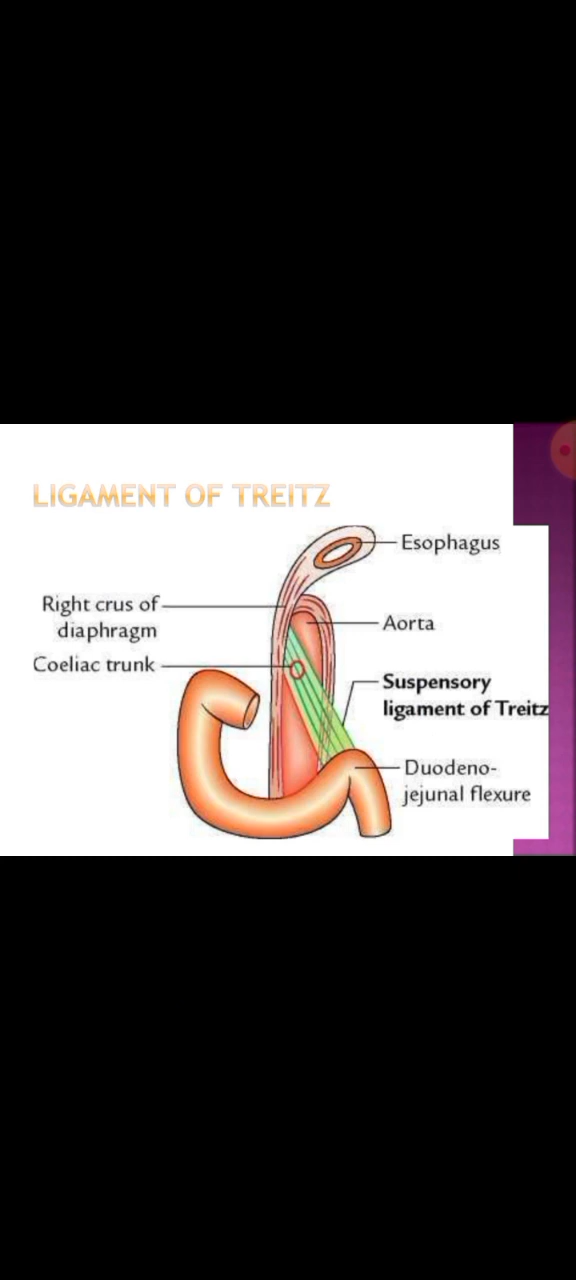 LIGAMENT OF TREITZ
Esophagus
Right crus of
diaphragm
Aorta
Coeliac trunk
Suspensory
ligament of Treitz
Duodeno-
jejunal flexure